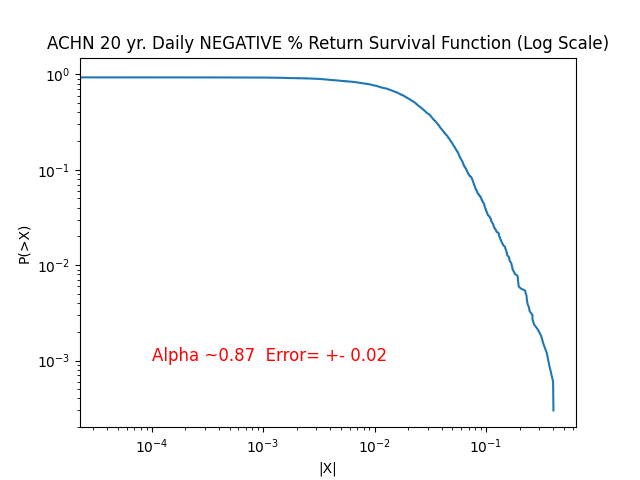 ACHN 20 yr. Daily NEGATIVE % Return Survival Function (Log Scale)
10⁰
10⁻¹
10⁻²
10⁻³
P(>X)
Alpha ~0.87  Error= +- 0.02
10⁻⁴ 10⁻³ 10⁻² 10⁻¹
|X|